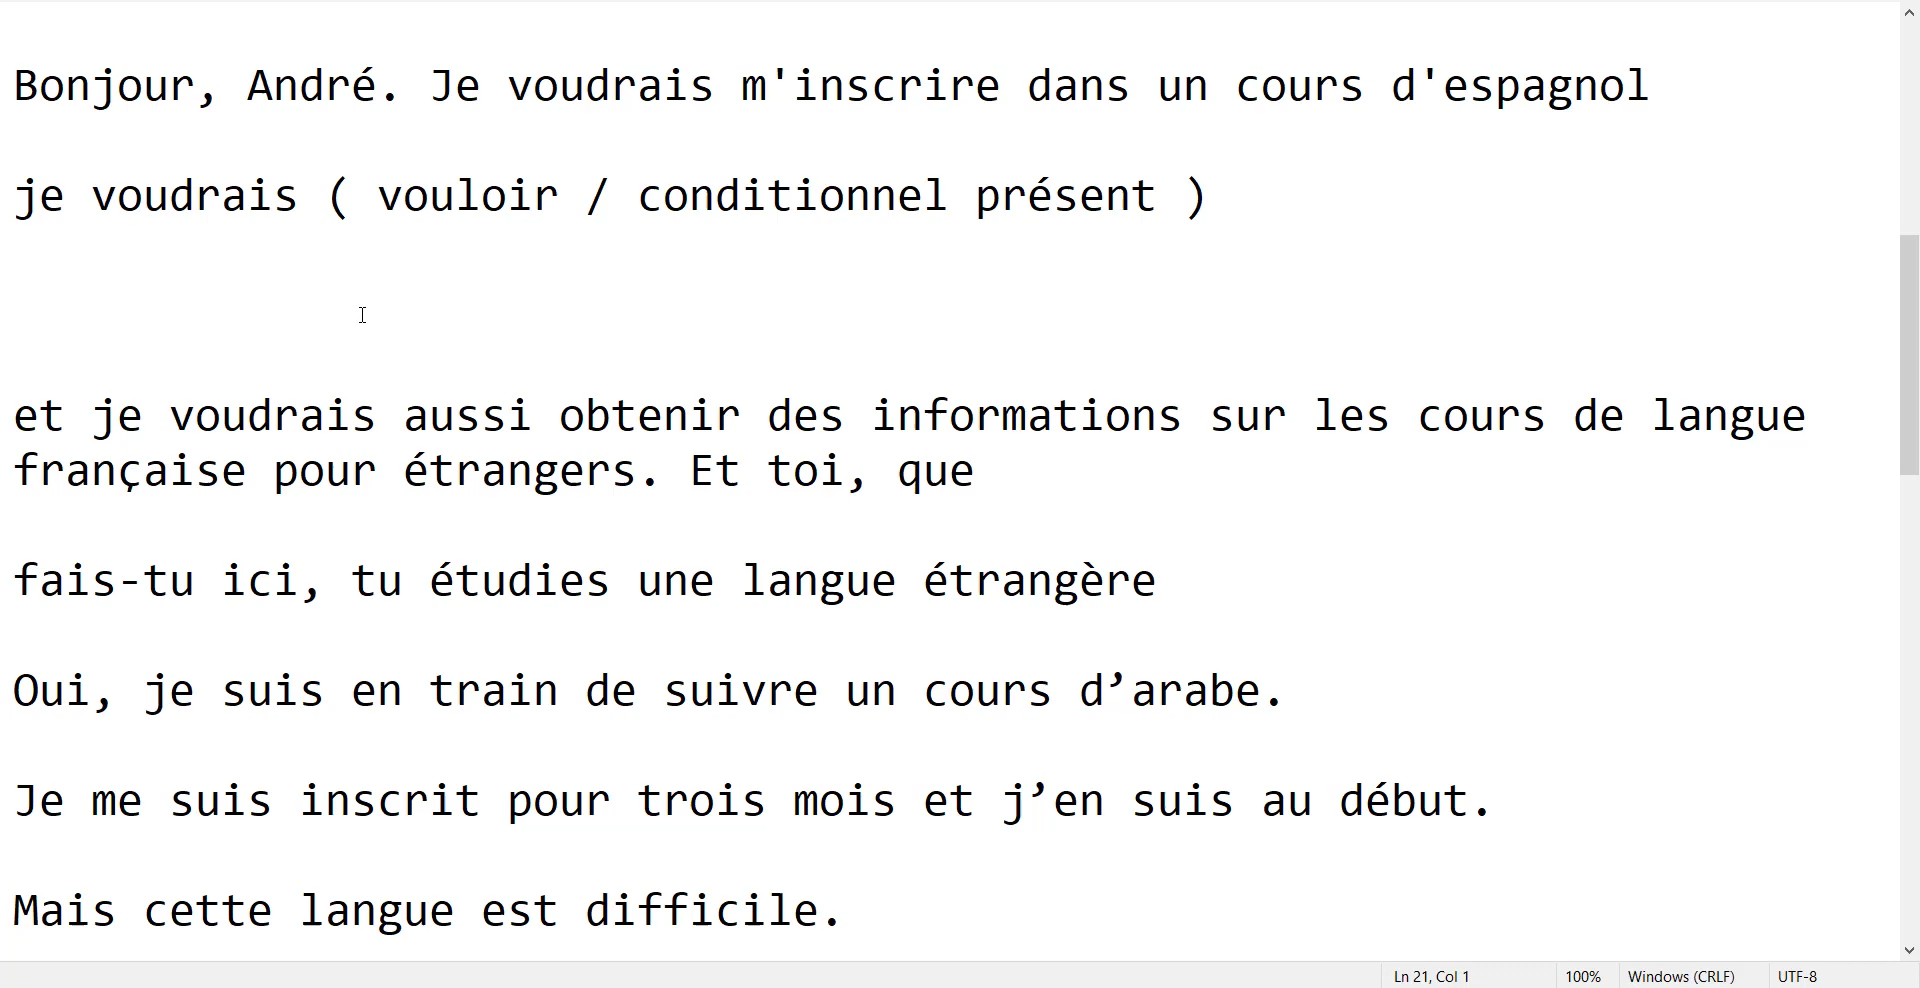 Bonjour, André. Je voudrais m'inscrire dans un cours d'espagnol
je voudrais ( vouloir / conditionnel présent )
et je voudrais aussi obtenir des informations sur les cours de langue
française pour étrangers. Et toi, que
fais-tu ici, tu étudies une langue étrangère
Oui, je suis en train de suivre un cours d’arabe.
Je me suis inscrit pour trois mois et j’en suis au début.
Mais cette langue est difficile.
Ln 21, Col 1 100% Windows (CRLF) UTF-8